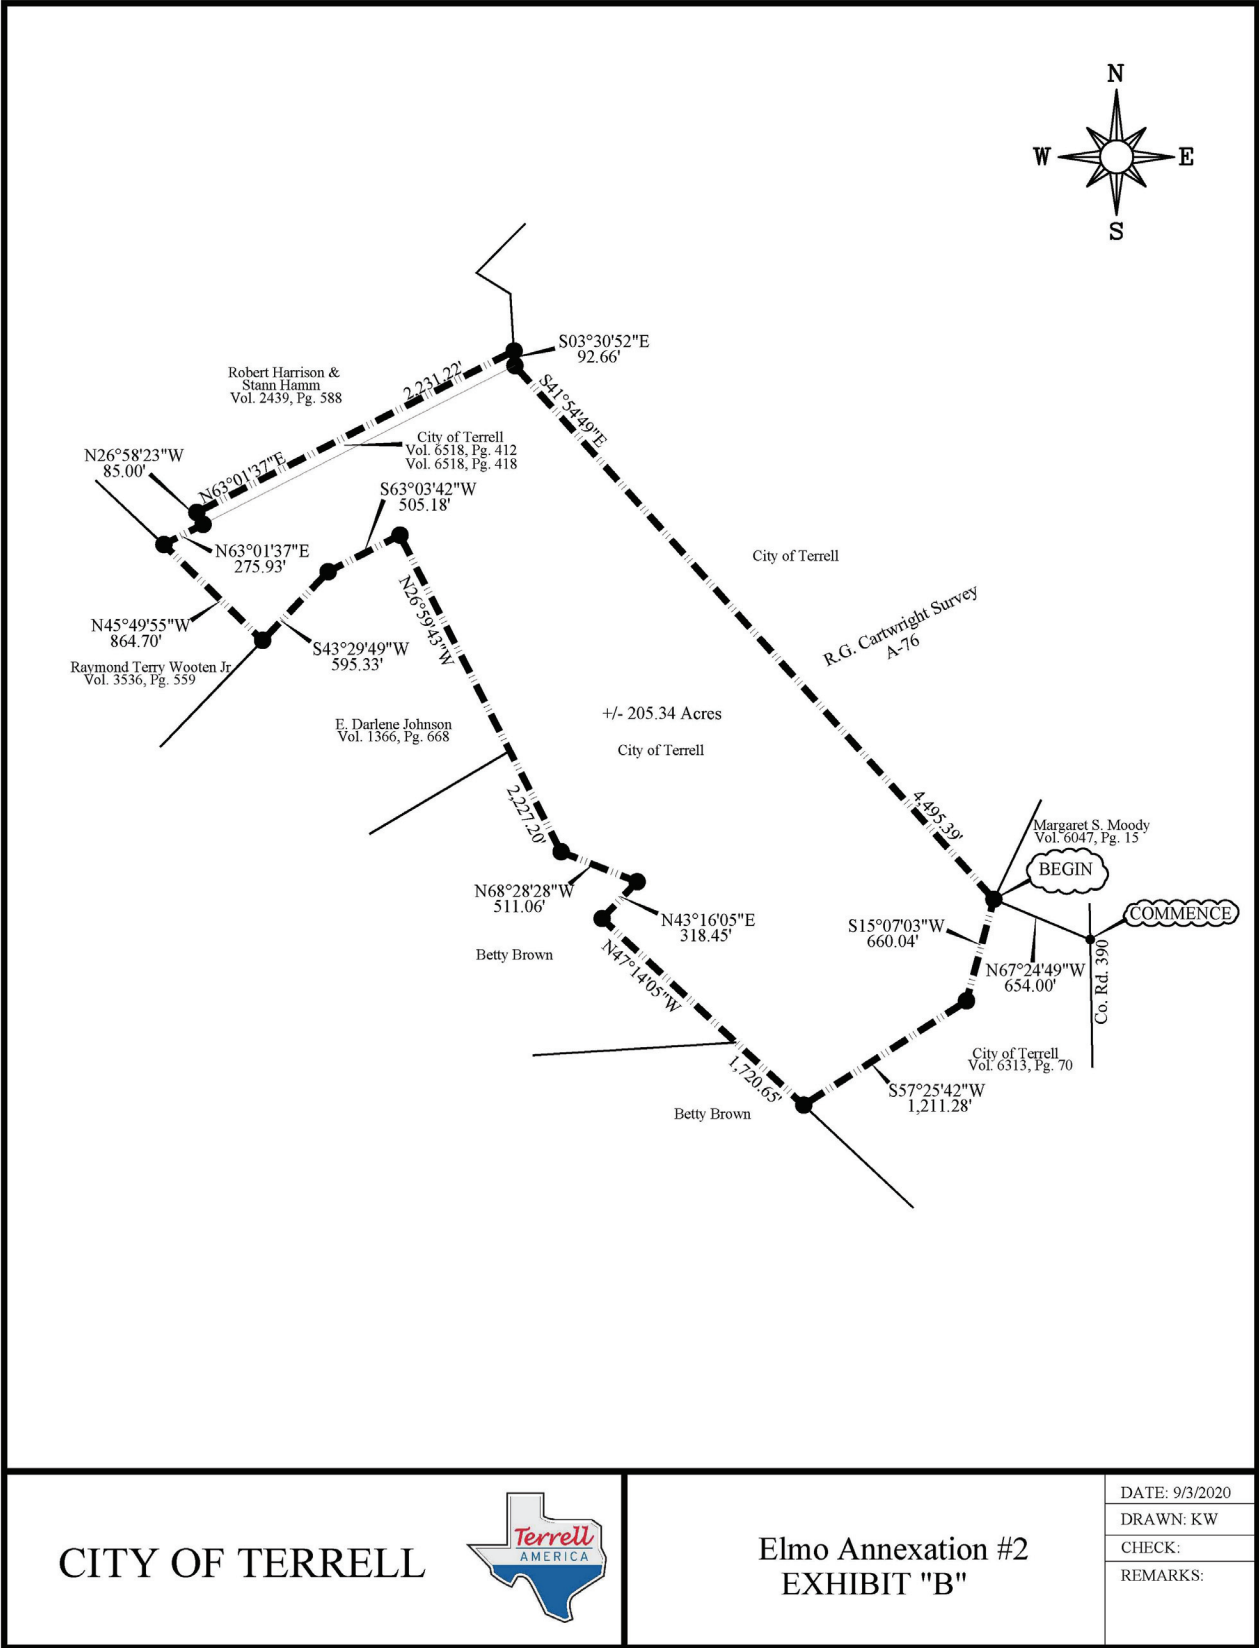 N
W
E
S
S03°30'52"E
92.66'
Robert Harrison &
Stann Hamm
Vol. 2439, Pg. 588
2,231.22'
S41°54'49"E
City of Terrell
Vol. 6518, Pg. 412
Vol. 6518, Pg. 418
N26°58'23"W
85.00'
N63°01'37"E
S63°03'42"W
505.18'
N63°01'37"E
275.93'
City of Terrell
R.G. Cartwright Survey
A-76
N26°59'43"W
N45°49'55"W
864.70'
S43°29'49"W
595.33'
Raymond Terry Wooten Jr.
Vol. 3536, Pg. 559
E. Darlene Johnson
Vol. 1366, Pg. 668
+/- 205.34 Acres
City of Terrell
2,227.20'
4,495.39'
Margaret S. Moody
Vol. 6047, Pg. 15
BEGIN
COMMENCE
N68°28'28"W
511.06'
N43°16'05"E
318.45'
S15°07'03"W
660.04'
Betty Brown
N47°14'05"W
N67°24'49"W
654.00'
Co. Rd. 390
City of Terrell
Vol. 6313, Pg. 70
1,720.65'
S57°25'42"W
1,211.28'
Betty Brown
CITY OF TERRELL
Terrell
AMERICA
Elmo Annexation #2
EXHIBIT "B"
DATE: 9/3/2020
DRAWN: KW
CHECK:
REMARKS: